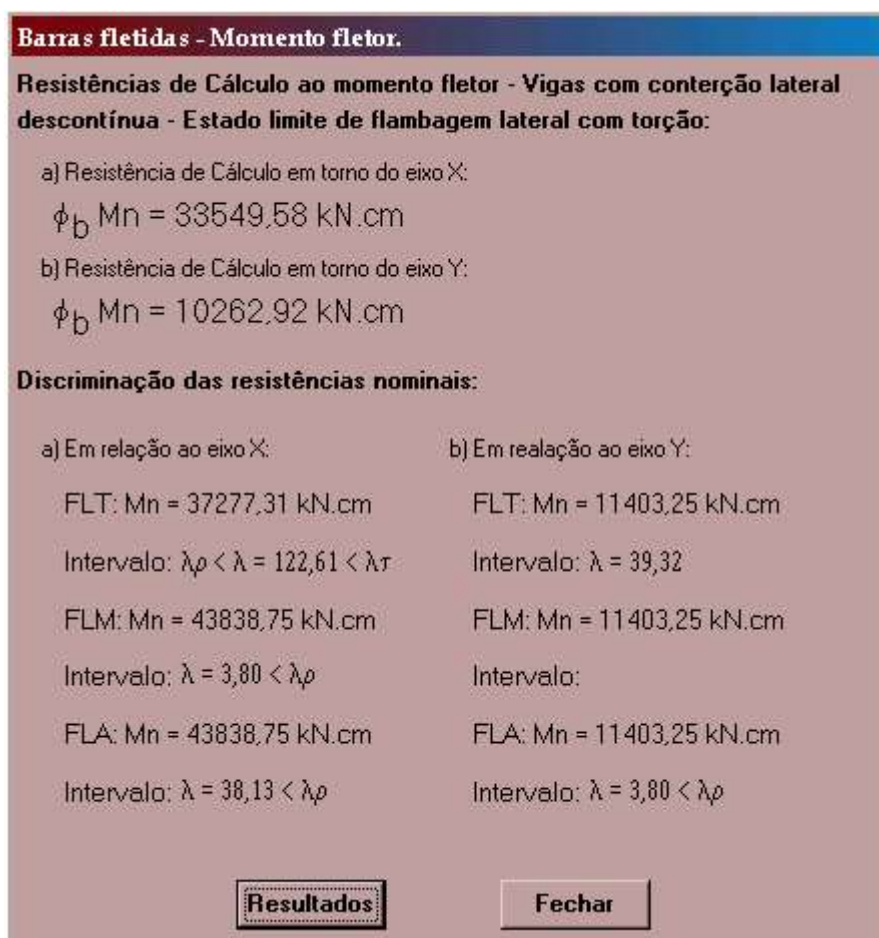 Barras fletidas - Momento fletor.
Resistências de Cálculo ao momento fletor - Vigas com conterção lateral
descontínua - Estado limite de flambagem lateral com torção:
a) Resistência de Cálculo em torno do eixo X:
ϕb Mn = 33549,58 kN.cm
b) Resistência de Cálculo em torno do eixo Y:
ϕb Mn = 10262,92 kN.cm
Discriminação das resistências nominais:
a) Em relação ao eixo X:
FLT: Mn = 37277,31 kN.cm
Intervalo: λρ < λ = 122,61 < λτ
FLM: Mn = 43838,75 kN.cm
Intervalo: λ = 3,80 < λρ
FLA: Mn = 43838,75 kN.cm
Intervalo: λ = 38,13 < λρ
b) Em realação ao eixo Y:
FLT: Mn = 11403,25 kN.cm
Intervalo: λ = 39,32
FLM: Mn = 11403,25 kN.cm
Intervalo:
FLA: Mn = 11403,25 kN.cm
Intervalo: λ = 3,80 < λρ
Resultados
Fechar